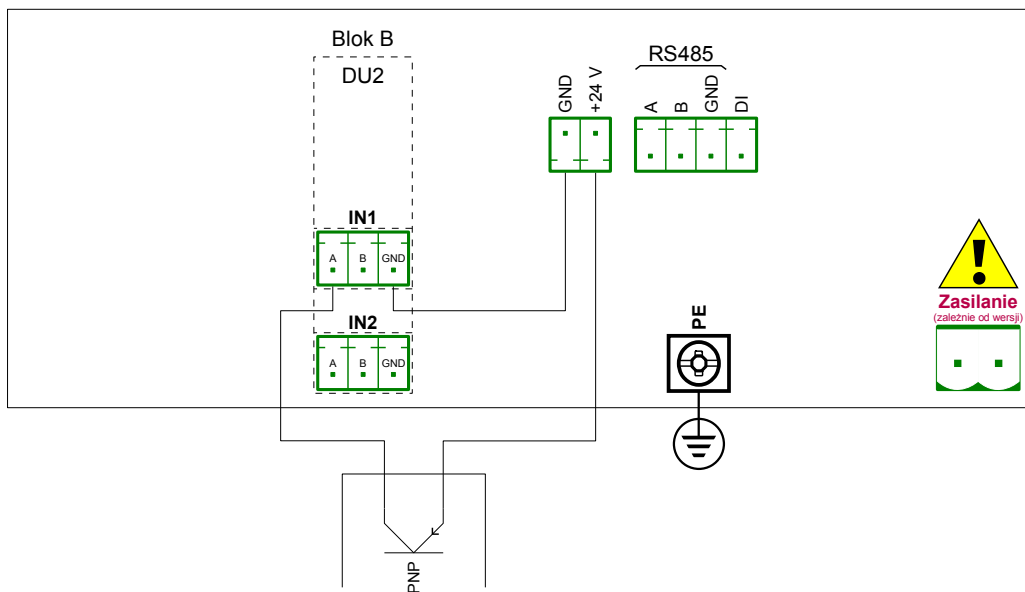 Blok B
DU2
GND
+24 V
RS485
A
B
GND
DI
IN1
A B GND
IN2
A B GND
PE
Zasilanie
(zależnie od wersji)
PNP